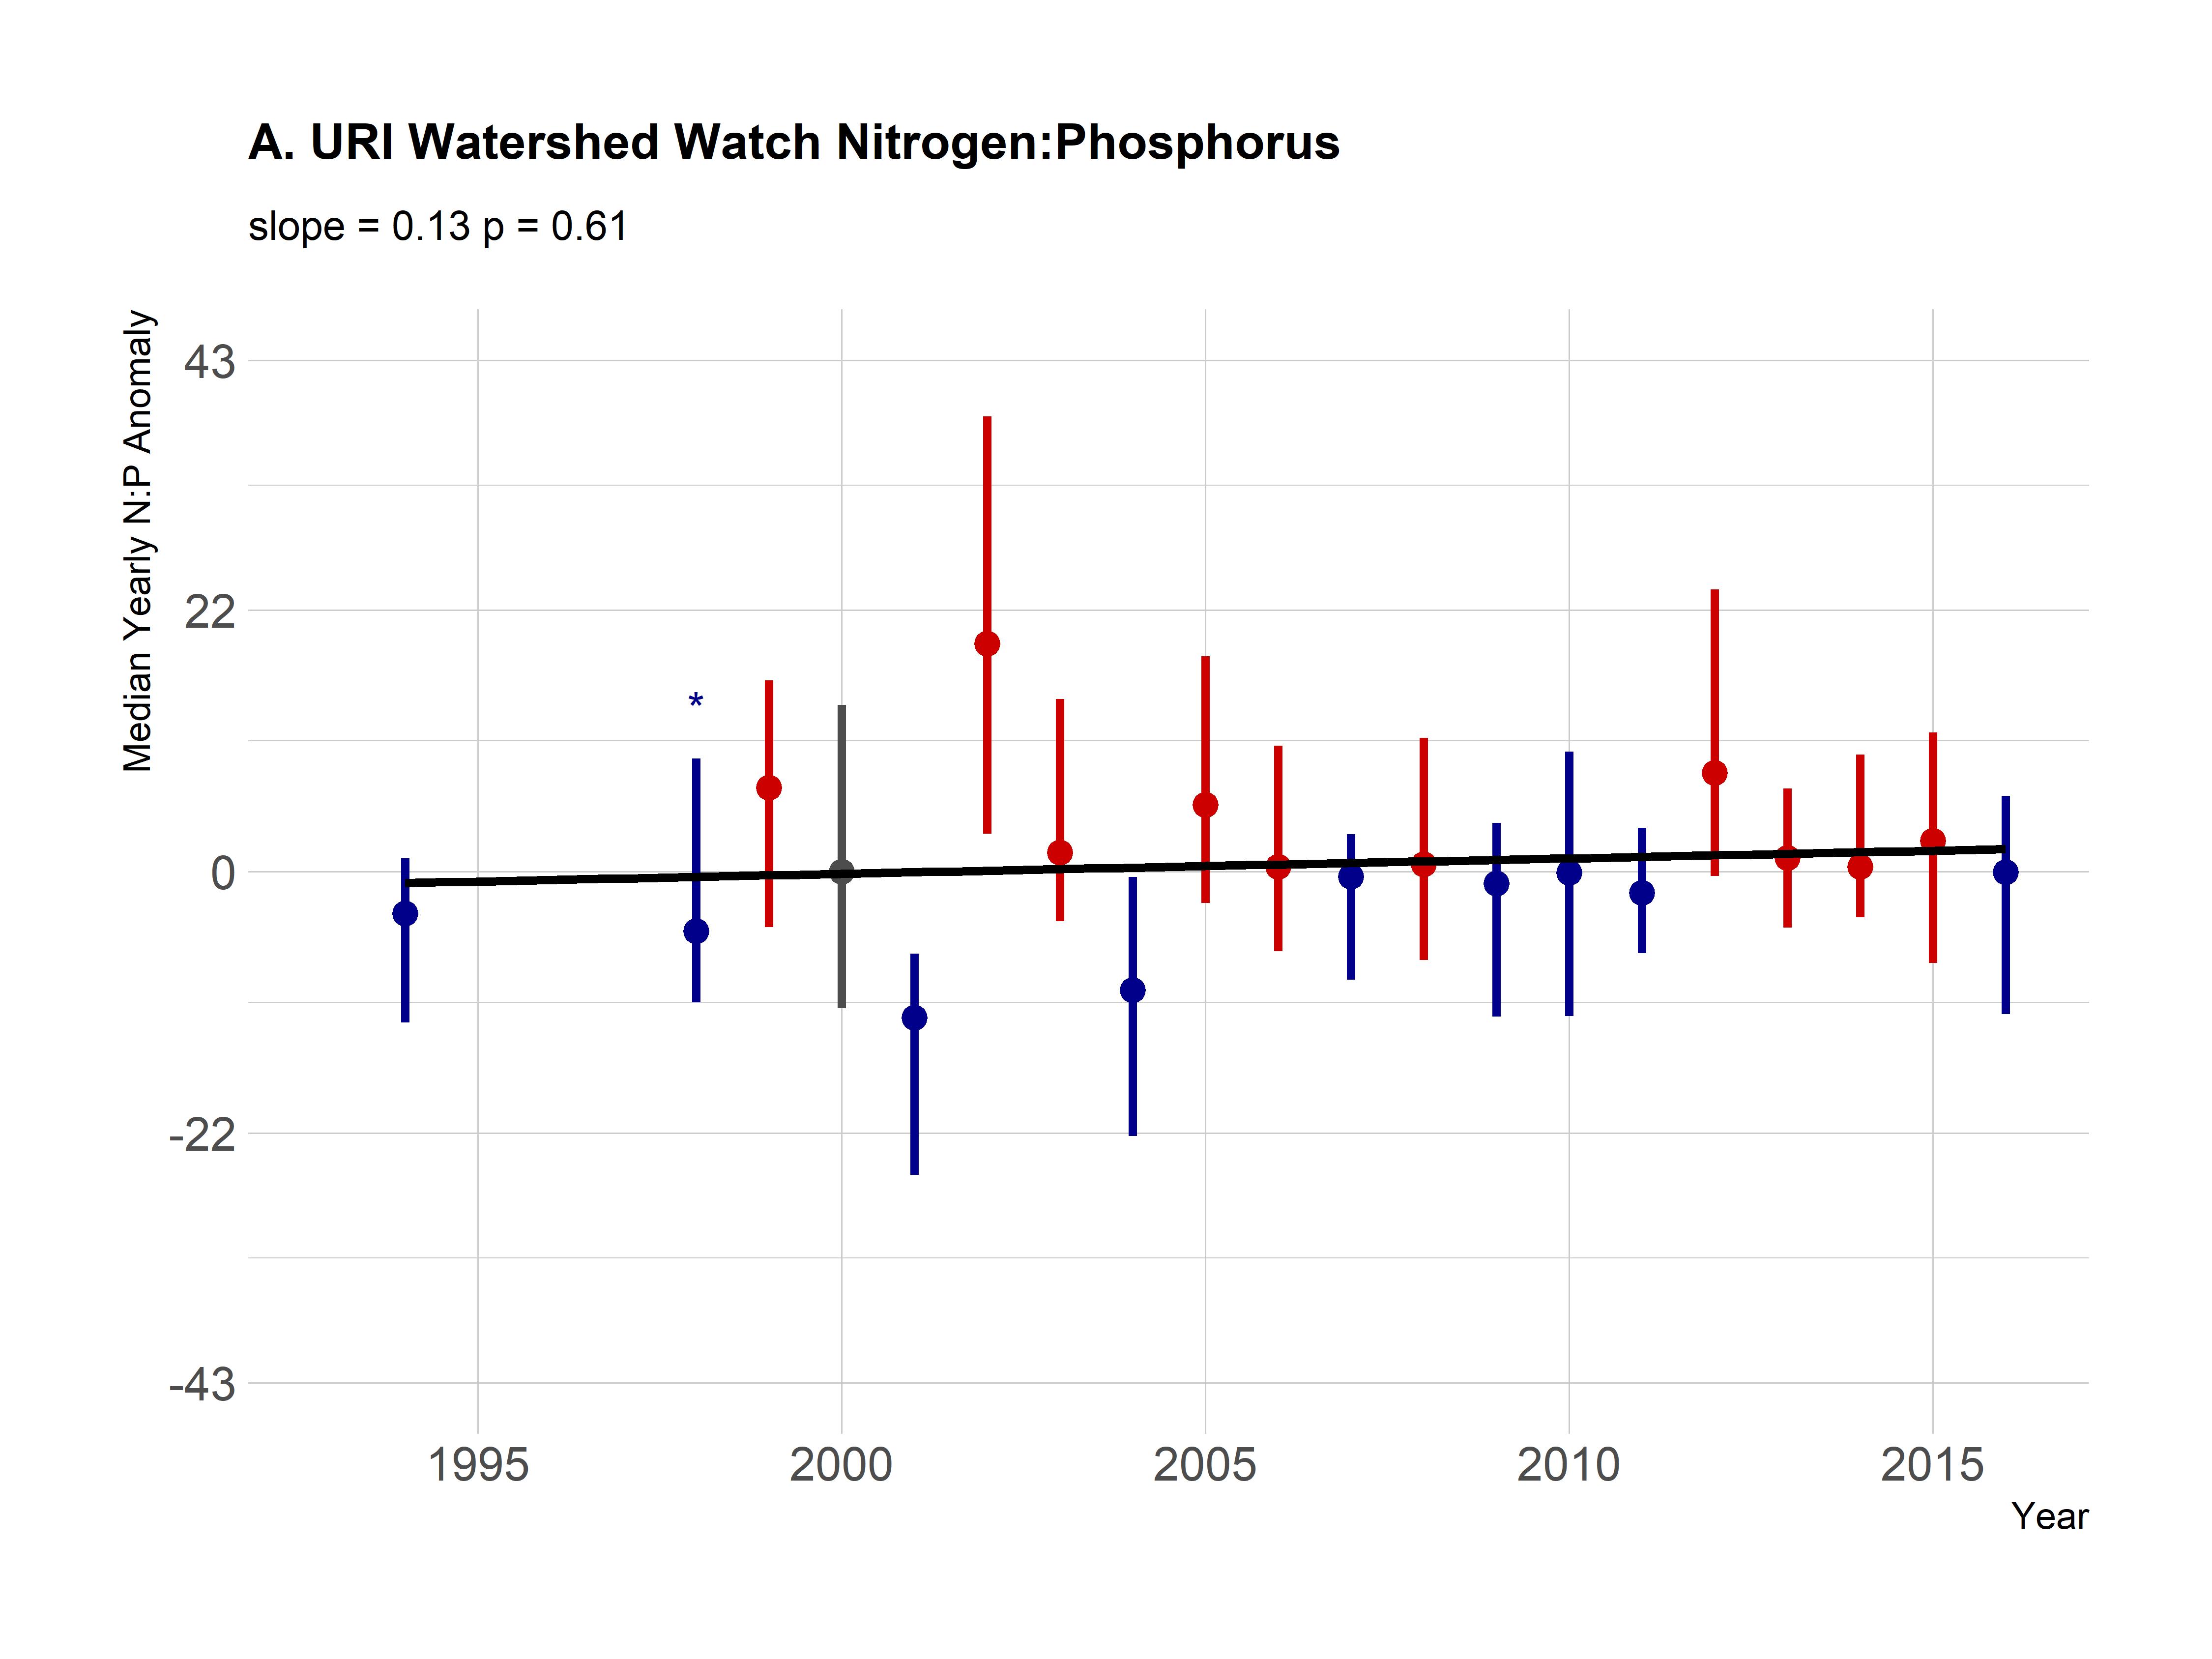 A. URI Watershed Watch Nitrogen:Phosphorus
slope = 0.13 p = 0.61
Median Yearly N:P Anomaly
43
22
*
0
-22
-43
1995 2000 2005 2010 2015
Year